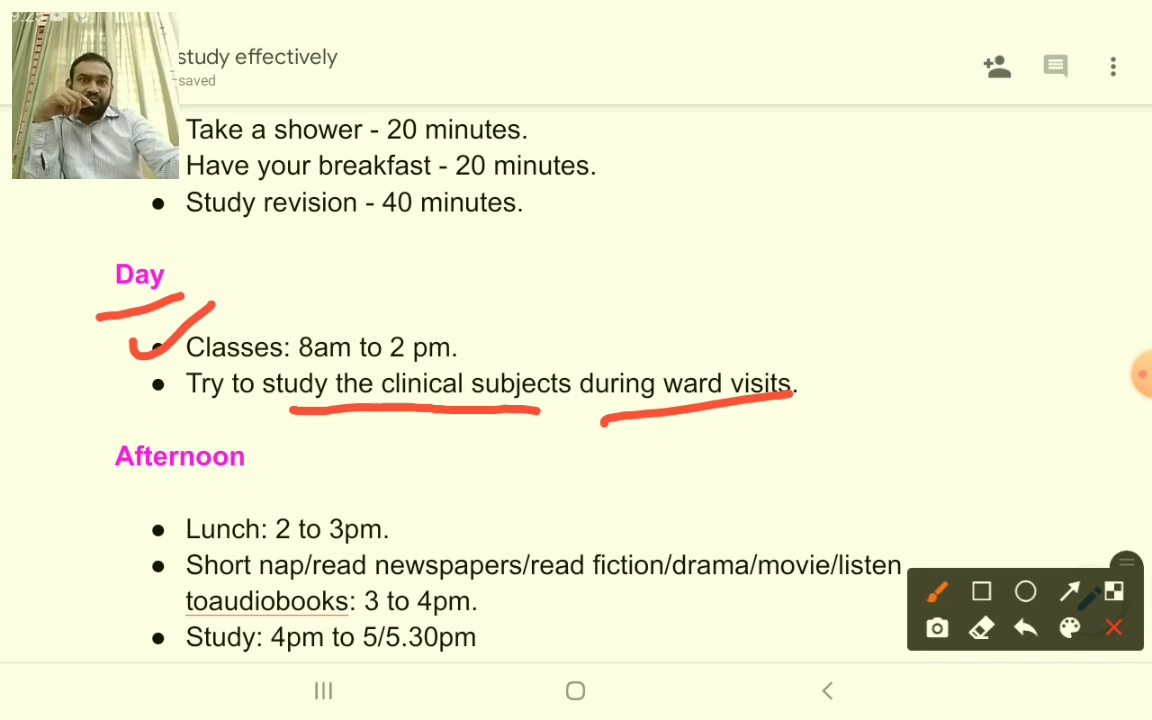 study effectively
saved
Take a shower - 20 minutes.
Have your breakfast - 20 minutes.
● Study revision - 40 minutes.
Day
● Classes: 8am to 2 pm.
● Try to study the clinical subjects during ward visits.
Afternoon
● Lunch: 2 to 3pm.
● Short nap/read newspapers/read fiction/drama/movie/listen
toaudiobooks: 3 to 4pm.
● Study: 4pm to 5/5.30pm